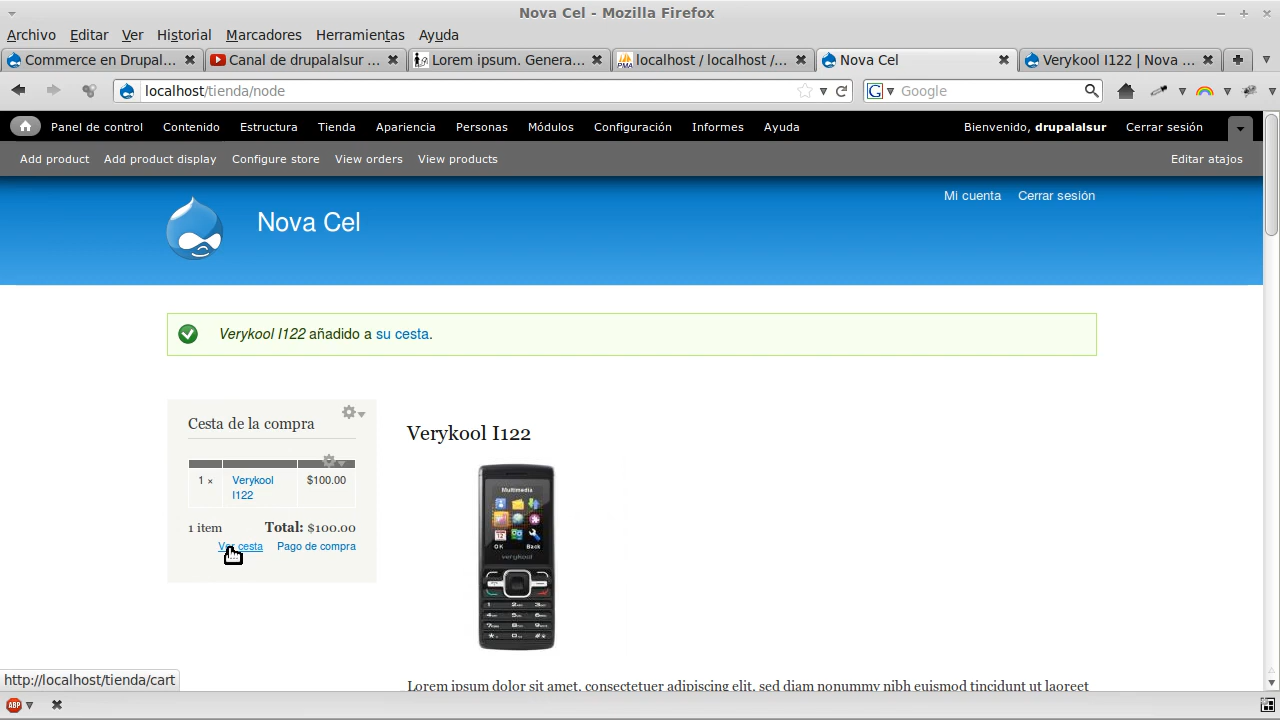 Nova Cel - Mozilla Firefox
Archivo Editar Ver Historial Marcadores Herramientas Ayuda
Commerce en Drupal... Canal de drupalalsur ... Lorem ipsum. Genera... localhost / localhost /... Nova Cel Verykool I122 | Nova ...
localhost/tienda/node Google
Panel de control Contenido Estructura Tienda Apariencia Personas Módulos Configuración Informes Ayuda Bienvenido, drupalalsur Cerrar sesión
Add product Add product display Configure store View orders View products Editar atajos
Mi cuenta Cerrar sesión
Nova Cel
Verykool I122 añadido a su cesta.
Cesta de la compra
Verykool I122
1 × Verykool I122 $100.00
1 item Total: $100.00
Ver cesta Pago de compra
Multimedia
OK Back
verykool
Lorem ipsum dolor sit amet, consectetuer adipiscing elit, sed diam nonummy nibh euismod tincidunt ut laoreet
http://localhost/tienda/cart
ABP